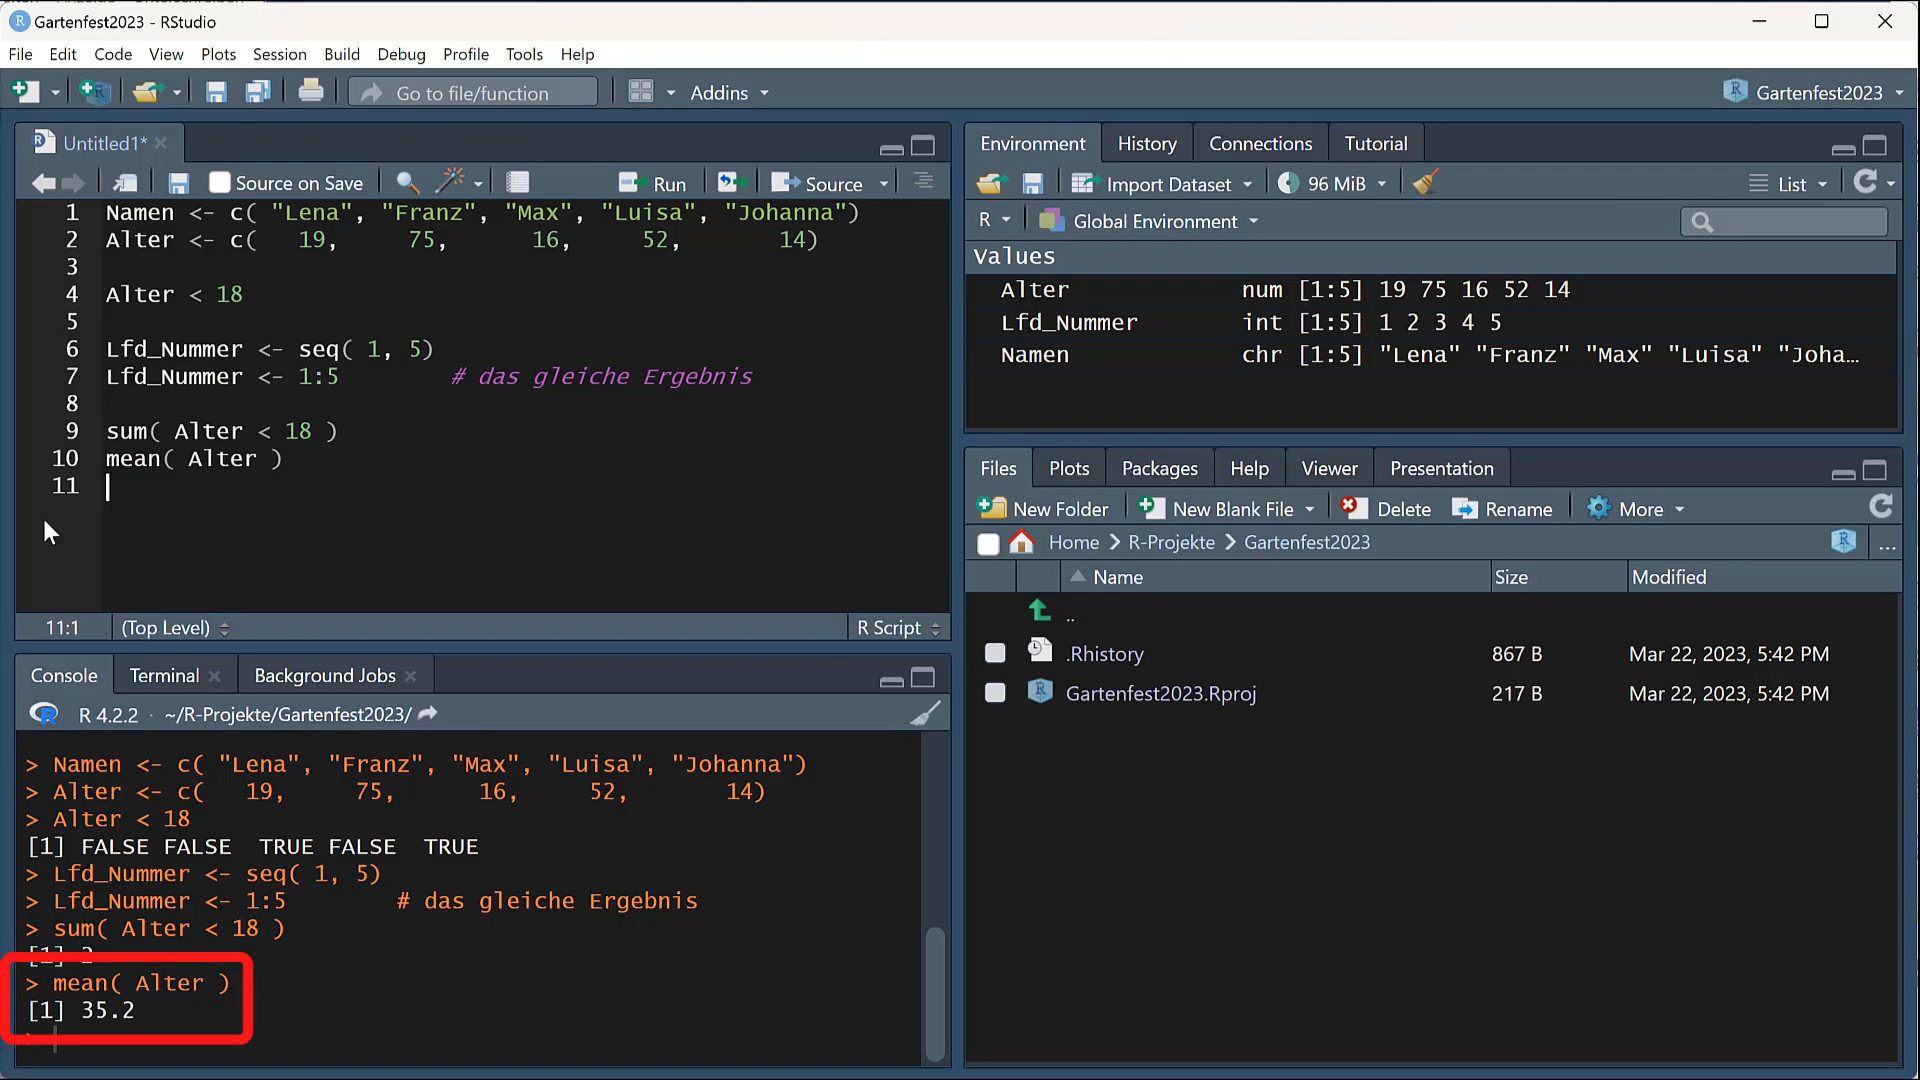 Gartenfest2023 - RStudio
File Edit Code View Plots Session Build Debug Profile Tools Help
Go to file/function Addins Gartenfest2023
Untitled1*
Source on Save Run Source
1 Namen <- c( "Lena", "Franz", "Max", "Luisa", "Johanna")
2 Alter <- c( 19, 75, 16, 52, 14)
3
4 Alter < 18
5
6 Lfd_Nummer <- seq( 1, 5)
7 Lfd_Nummer <- 1:5 # das gleiche Ergebnis
8
9 sum( Alter < 18 )
10 mean( Alter )
11
11:1 (Top Level) R Script
Console Terminal Background Jobs
R 4.2.2 · ~/R-Projekte/Gartenfest2023/
> Namen <- c( "Lena", "Franz", "Max", "Luisa", "Johanna")
> Alter <- c( 19, 75, 16, 52, 14)
> Alter < 18
[1] FALSE FALSE TRUE FALSE TRUE
> Lfd_Nummer <- seq( 1, 5)
> Lfd_Nummer <- 1:5 # das gleiche Ergebnis
> sum( Alter < 18 )
[1] 2
> mean( Alter )
[1] 35.2
>
Environment History Connections Tutorial
Import Dataset 96 MiB List
R Global Environment
Values
Alter num [1:5] 19 75 16 52 14
Lfd_Nummer int [1:5] 1 2 3 4 5
Namen chr [1:5] "Lena" "Franz" "Max" "Luisa" "Joha…
Files Plots Packages Help Viewer Presentation
New Folder New Blank File Delete Rename More
Home R-Projekte Gartenfest2023 ...
Name Size Modified
..
.Rhistory 867 B Mar 22, 2023, 5:42 PM
Gartenfest2023.Rproj 217 B Mar 22, 2023, 5:42 PM